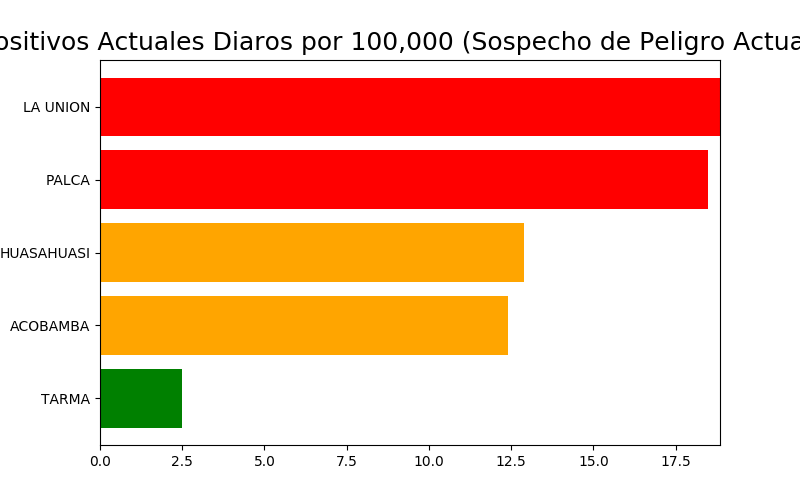 ositivos Actuales Diaros por 100,000 (Sospecho de Peligro Actua
LA UNION
PALCA
HUASAHUASI
ACOBAMBA
TARMA
0.0 2.5 5.0 7.5 10.0 12.5 15.0 17.5